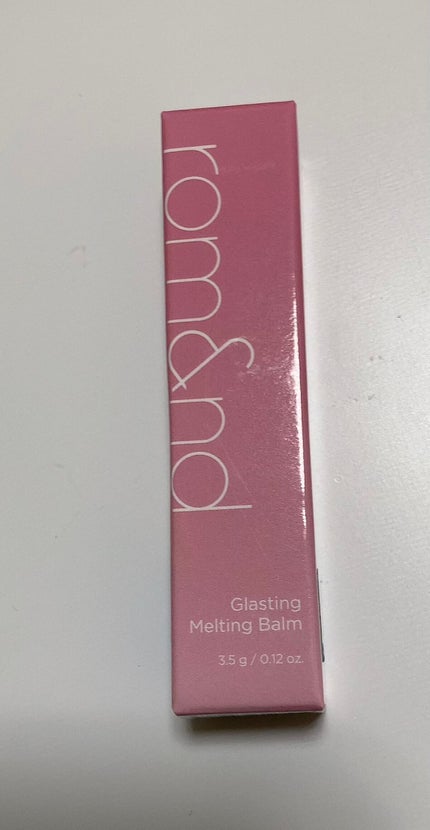 rom&nd
Glasting
Melting Balm
3.5 g / 0.12 oz.